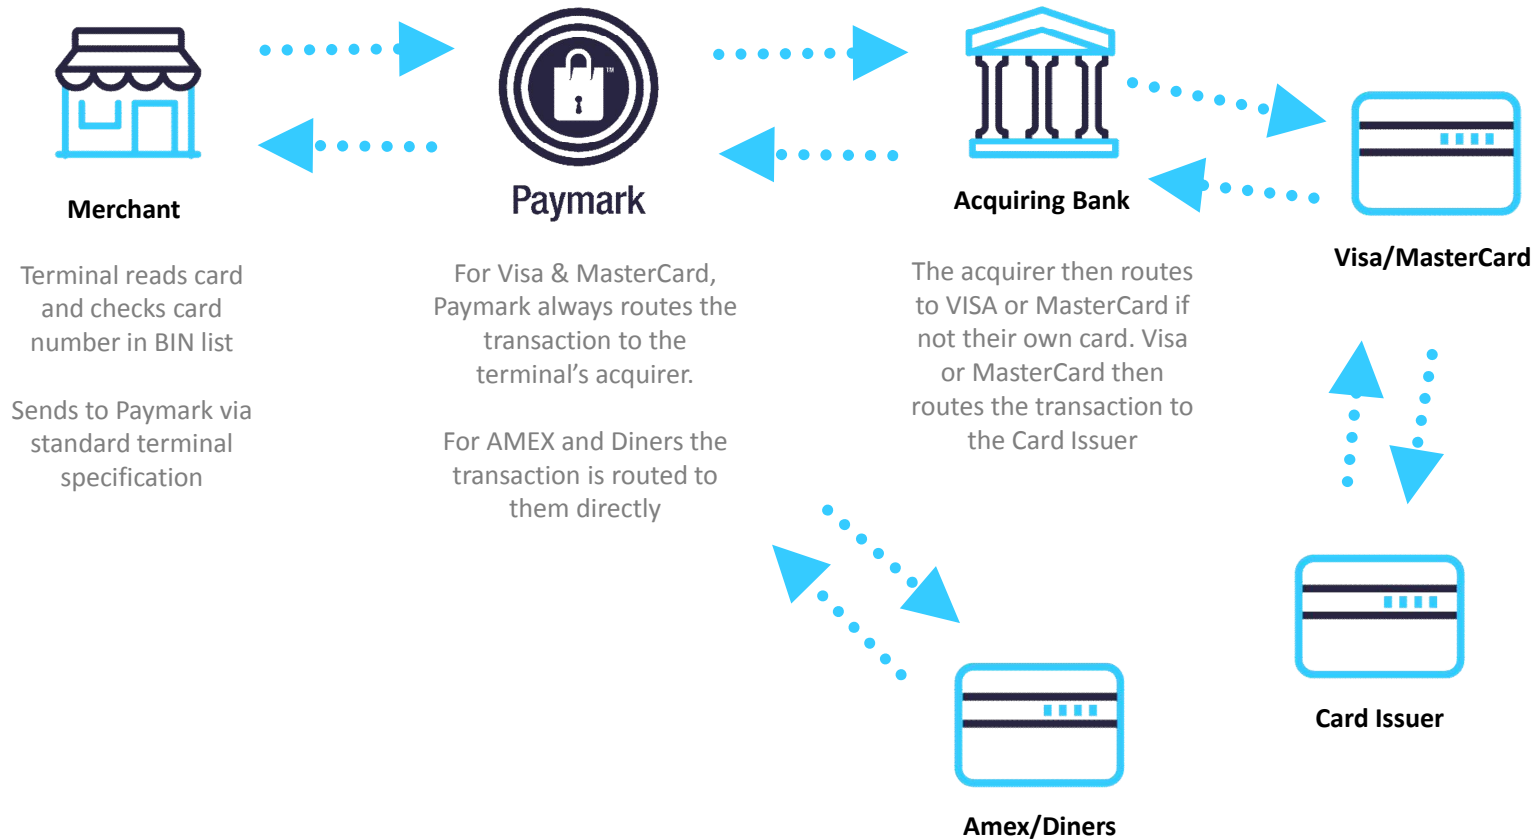 Merchant
Terminal reads card
and checks card
number in BIN list
Sends to Paymark via
standard terminal
specification
™
Paymark
For Visa & MasterCard,
Paymark always routes the
transaction to the
terminal’s acquirer.
For AMEX and Diners the
transaction is routed to
them directly
Acquiring Bank
The acquirer then routes
to VISA or MasterCard if
not their own card. Visa
or MasterCard then
routes the transaction to
the Card Issuer
Visa/MasterCard
Card Issuer
Amex/Diners